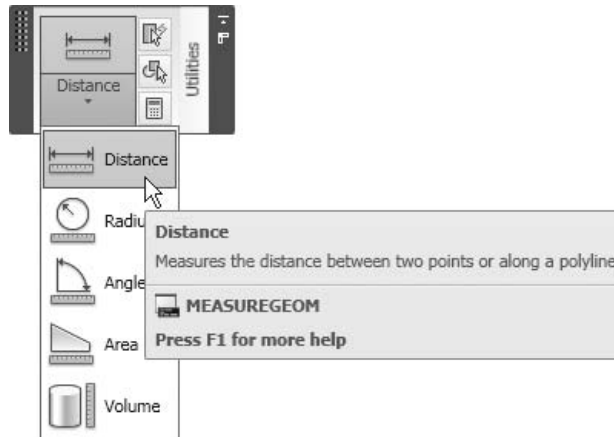 Distance
Utilities
Distance
Radiu
Angle
Area
Volume
Distance
Measures the distance between two points or along a polyline
MEASUREGEOM
Press F1 for more help